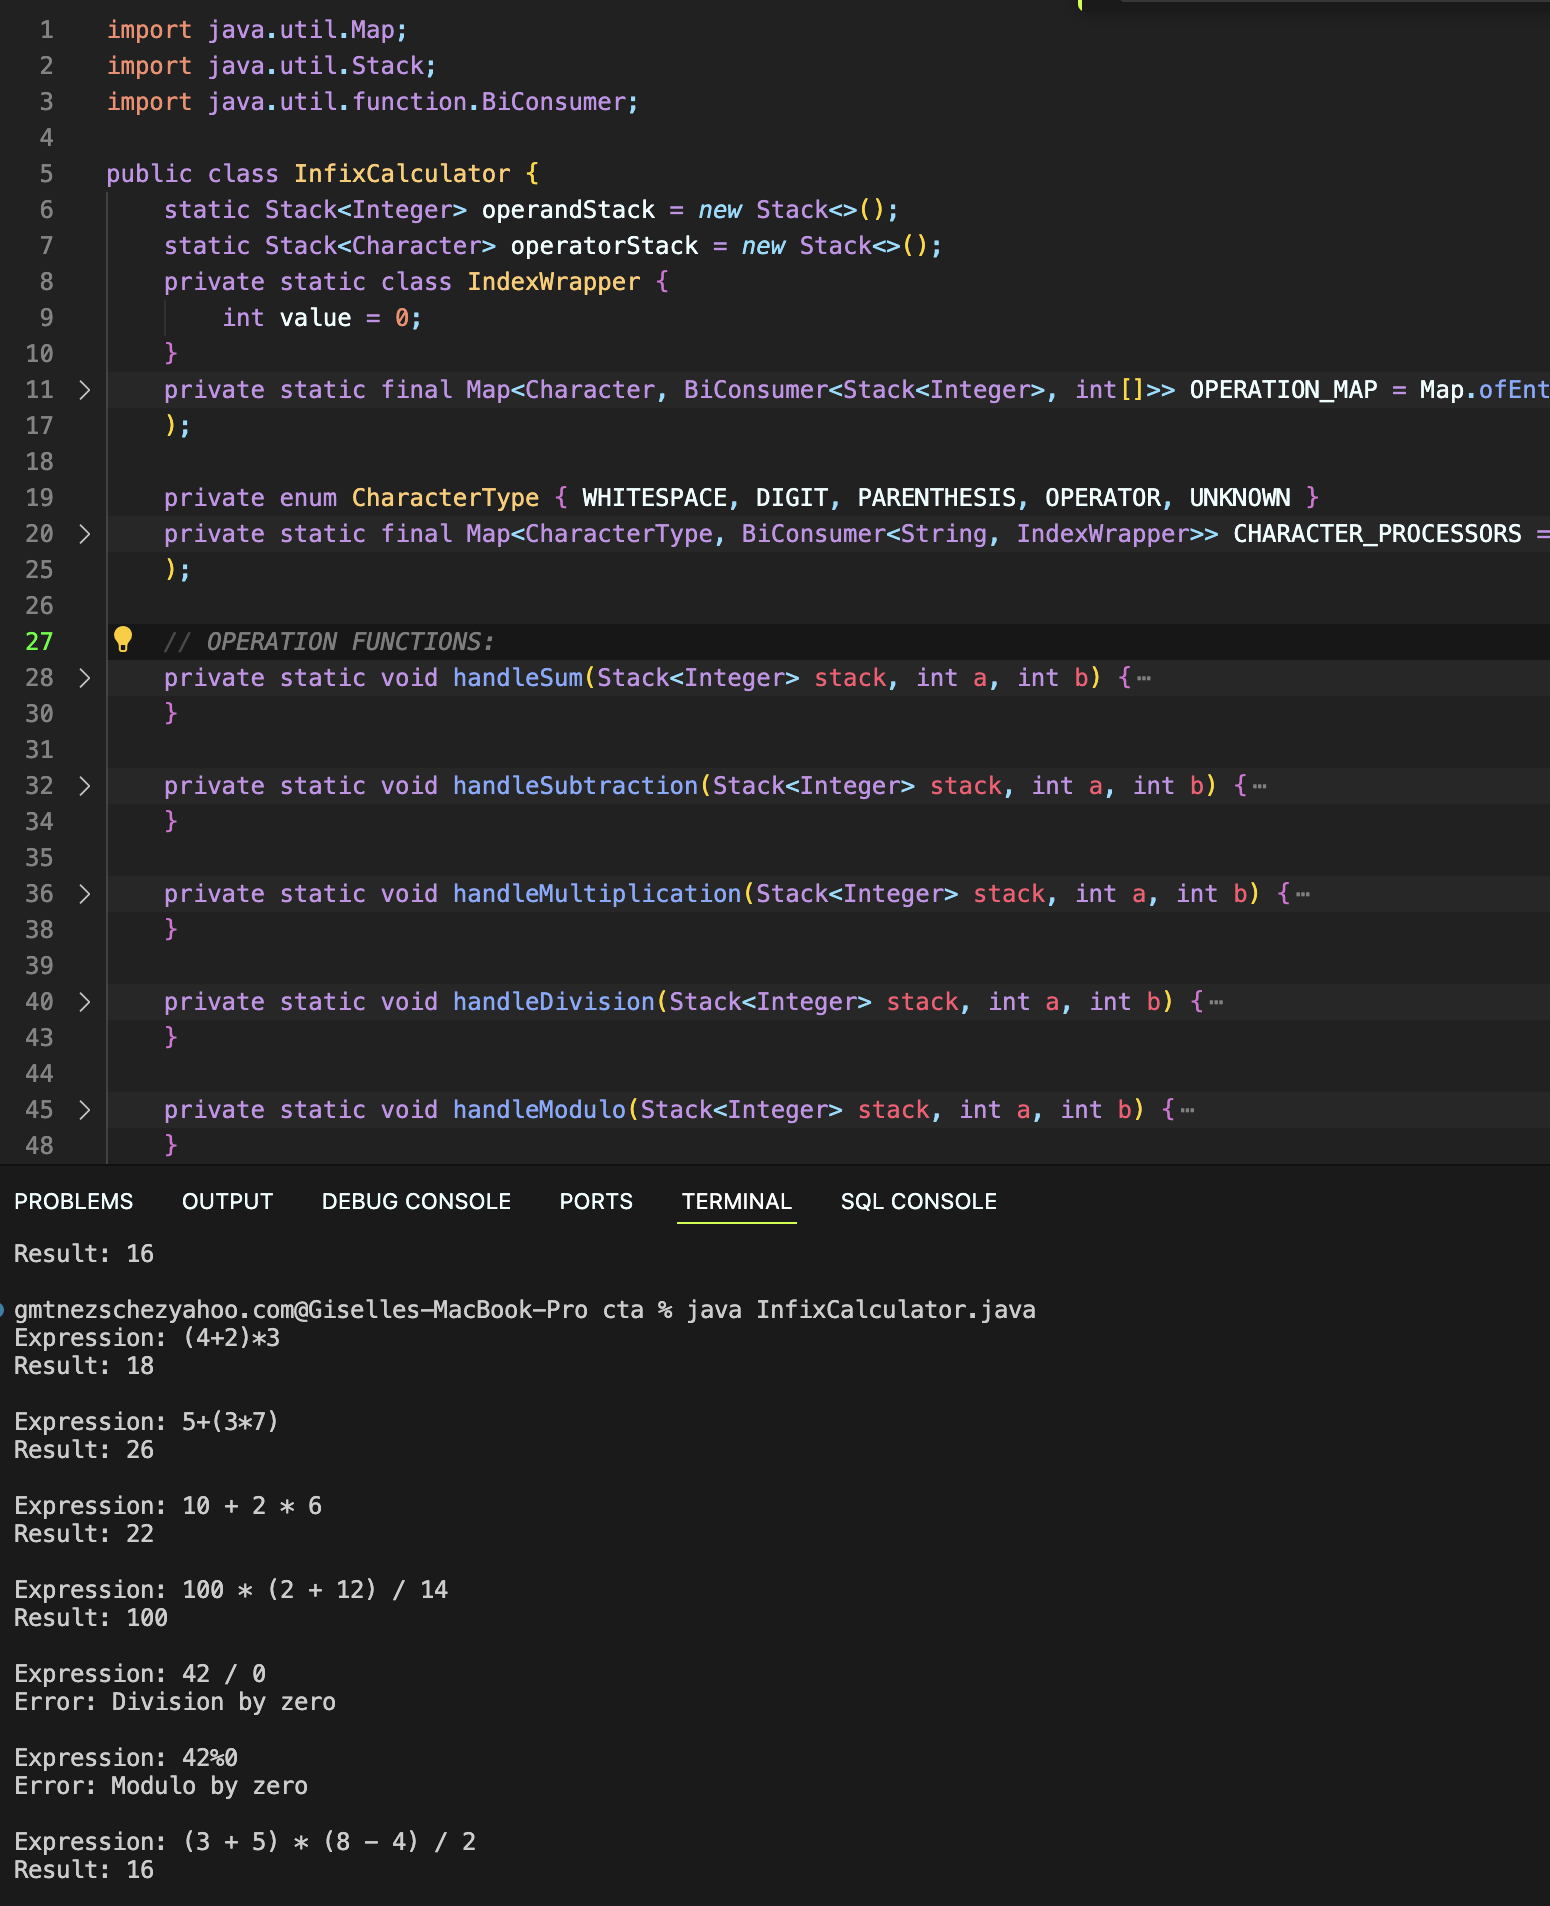 1 import java.util.Map;
2 import java.util.Stack;
3 import java.util.function.BiConsumer;
4
5 public class InfixCalculator {
6 static Stack<Integer> operandStack = new Stack<>();
7 static Stack<Character> operatorStack = new Stack<>();
8 private static class IndexWrapper {
9 int value = 0;
10 }
11 private static final Map<Character, BiConsumer<Stack<Integer>, int[]>> OPERATION_MAP = Map.ofEnt
17 );
18
19 private enum CharacterType { WHITESPACE, DIGIT, PARENTHESIS, OPERATOR, UNKNOWN }
20 private static final Map<CharacterType, BiConsumer<String, IndexWrapper>> CHARACTER_PROCESSORS =
25 );
26
27 // OPERATION FUNCTIONS:
28 private static void handleSum(Stack<Integer> stack, int a, int b) {⋯
30 }
31
32 private static void handleSubtraction(Stack<Integer> stack, int a, int b) {⋯
34 }
35
36 private static void handleMultiplication(Stack<Integer> stack, int a, int b) {⋯
38 }
39
40 private static void handleDivision(Stack<Integer> stack, int a, int b) {⋯
43 }
44
45 private static void handleModulo(Stack<Integer> stack, int a, int b) {⋯
48 }
PROBLEMS OUTPUT DEBUG CONSOLE PORTS TERMINAL SQL CONSOLE
Result: 16
gmtnezschezyahoo.com@Giselles-MacBook-Pro cta % java InfixCalculator.java
Expression: (4+2)*3
Result: 18
Expression: 5+(3*7)
Result: 26
Expression: 10 + 2 * 6
Result: 22
Expression: 100 * (2 + 12) / 14
Result: 100
Expression: 42 / 0
Error: Division by zero
Expression: 42%0
Error: Modulo by zero
Expression: (3 + 5) * (8 - 4) / 2
Result: 16